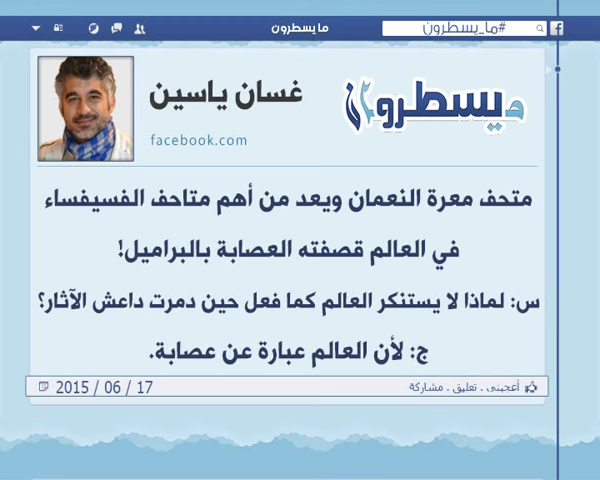 ما يسطرون
#ما_يسطرون
غسان ياسين
ما يسطرون
facebook.com
متحف معرة النعمان ويعد من أهم متاحف الفسيفساء
في العالم قصفته العصابة بالبراميل!
س: لماذا لا يستنكر العالم كما فعل حين دمرت داعش الآثار؟
ج: لأن العالم عبارة عن عصابة.
أعجبني . تعليق . مشاركة
2015 / 06 / 17